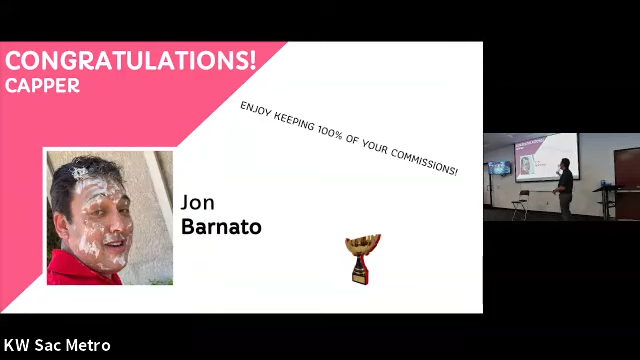 CONGRATULATIONS!
CAPPER
ENJOY KEEPING 100% OF YOUR COMMISSIONS!
Jon
Barnato
KW Sac Metro